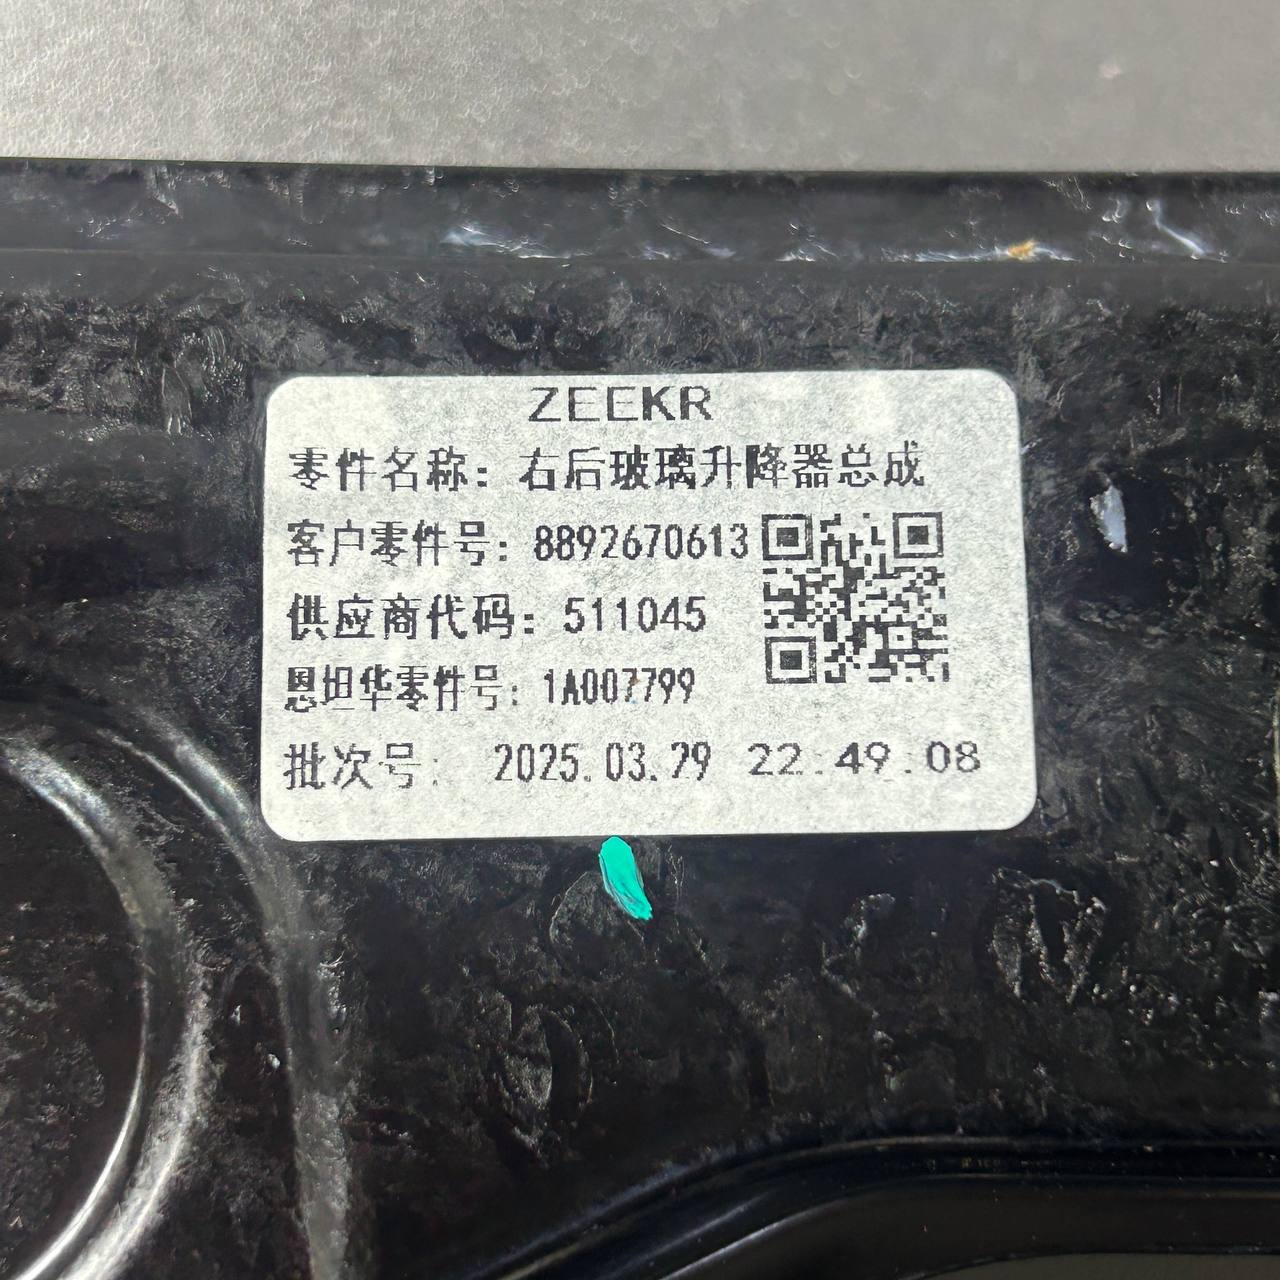 ZEEKR
零件名称：右后玻璃升降器总成
客户零件号：8892670613
供应商代码：511045
恩坦华零件号：1A007799
批次号： 2025.03.29 22:49:08